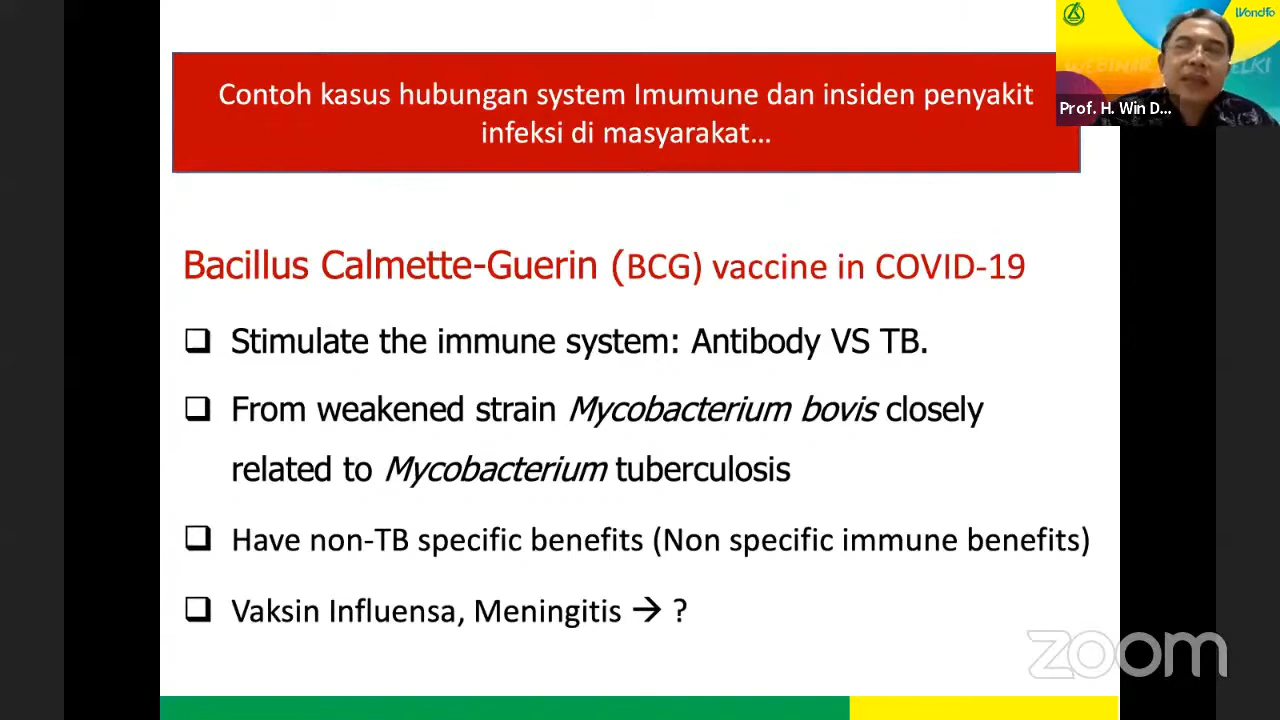 Wondfo
WEBIN
ELKI
Prof. H. Win D...
Contoh kasus hubungan system Imumune dan insiden penyakit
infeksi di masyarakat...
Bacillus Calmette-Guerin (BCG) vaccine in COVID-19
❑ Stimulate the immune system: Antibody VS TB.
❑ From weakened strain Mycobacterium bovis closely
related to Mycobacterium tuberculosis
❑ Have non-TB specific benefits (Non specific immune benefits)
❑ Vaksin Influensa, Meningitis → ?
zoom